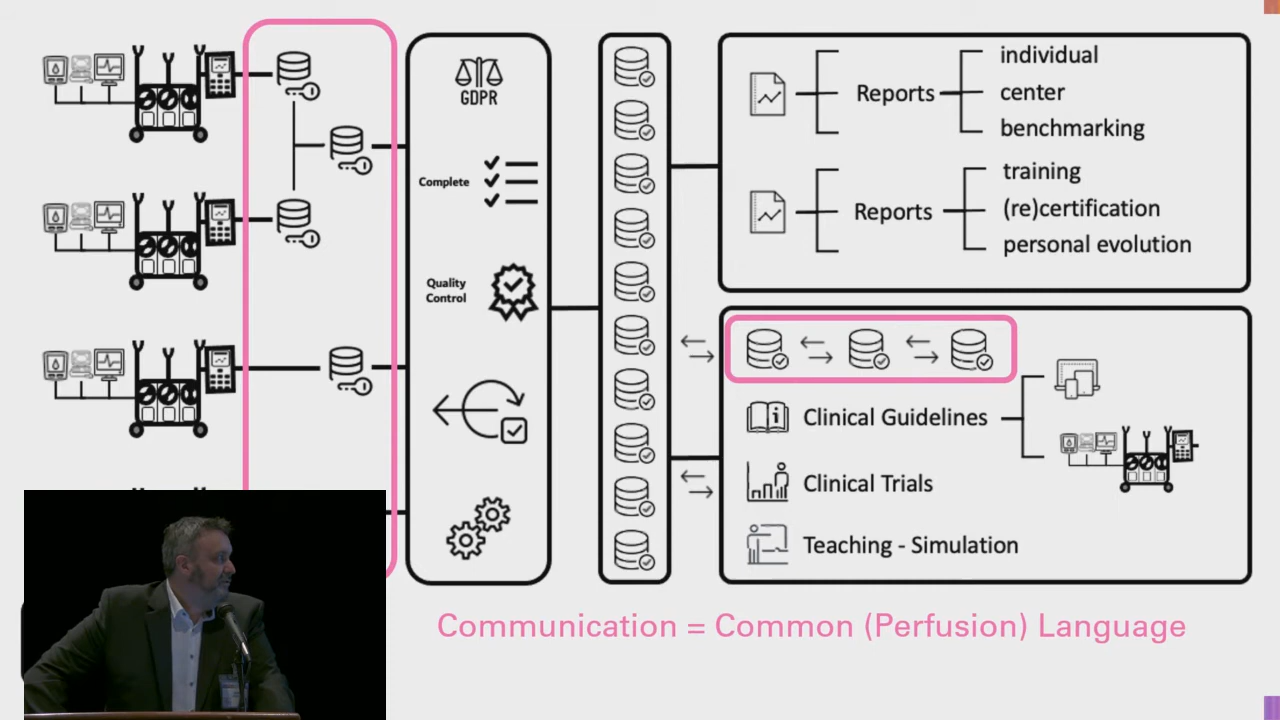 GDPR
Complete
Quality
Control
Reports
individual
center
benchmarking
Reports
training
(re)certification
personal evolution
Clinical Guidelines
Clinical Trials
Teaching - Simulation
Communication = Common (Perfusion) Language